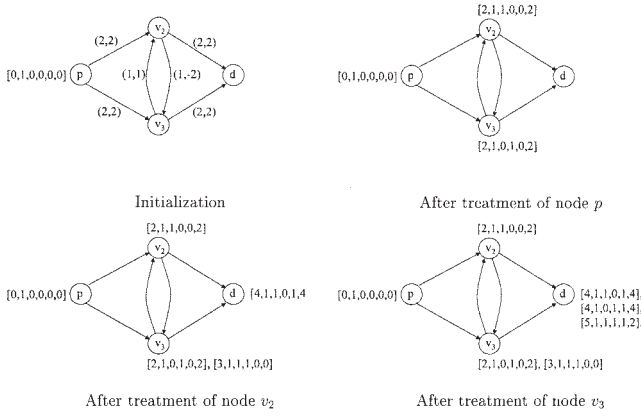 [2,1,1,0,0,2]
(2,2) v2 (2,2) v2
[0,1,0,0,0,0] p (1,1) (1,-2) d [0,1,0,0,0,0] p d
(2,2) v3 (2,2) v3
[2,1,0,1,0,2]
Initialization After treatment of node p
[2,1,1,0,0,2] [2,1,1,0,0,2]
v2 v2
[0,1,0,0,0,0] p d [4,1,1,0,1,4 [0,1,0,0,0,0] p d [4,1,1,0,1,4],
[4,1,0,1,1,4],
[5,1,1,1,1,2],
v3 v3
[2,1,0,1,0,2], [3,1,1,1,0,0] [2,1,0,1,0,2], [3,1,1,1,0,0]
After treatment of node v2 After treatment of node v3